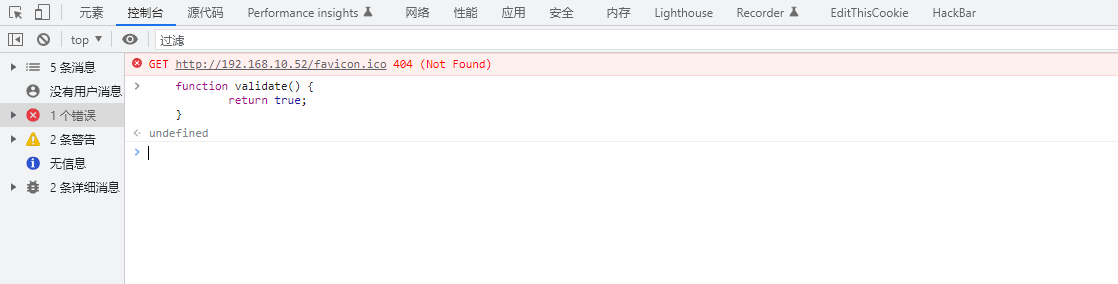 元素 控制台 源代码 Performance insights 网络 性能 应用 安全 内存 Lighthouse Recorder EditThisCookie HackBar
top 过滤
5 条消息
没有用户消息
1 个错误
2 条警告
无信息
2 条详细消息
GET http://192.168.10.52/favicon.ico 404 (Not Found)
function validate() {
return true;
}
undefined